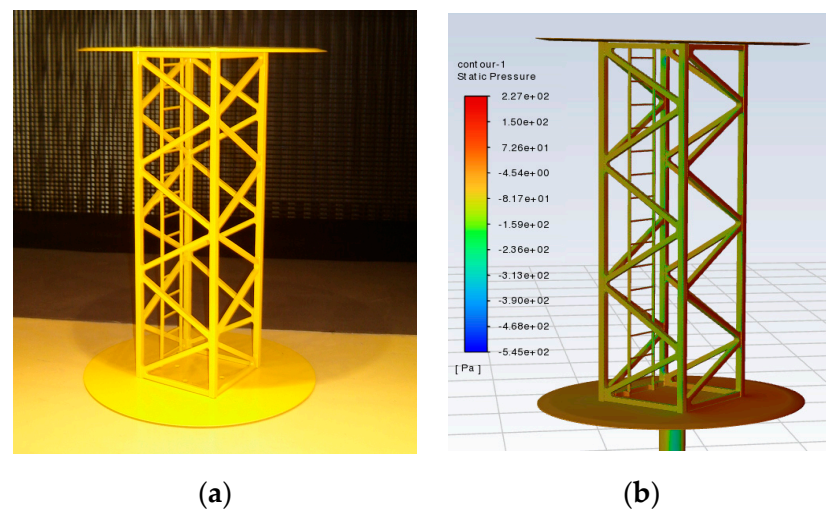 contour-1
Static Pressure
2.27e+02
1.50e+02
7.26e+01
-4.54e+00
-8.17e+01
-1.59e+02
-2.36e+02
-3.13e+02
-3.90e+02
-4.68e+02
-5.45e+02
[ Pa ]
(a)
(b)